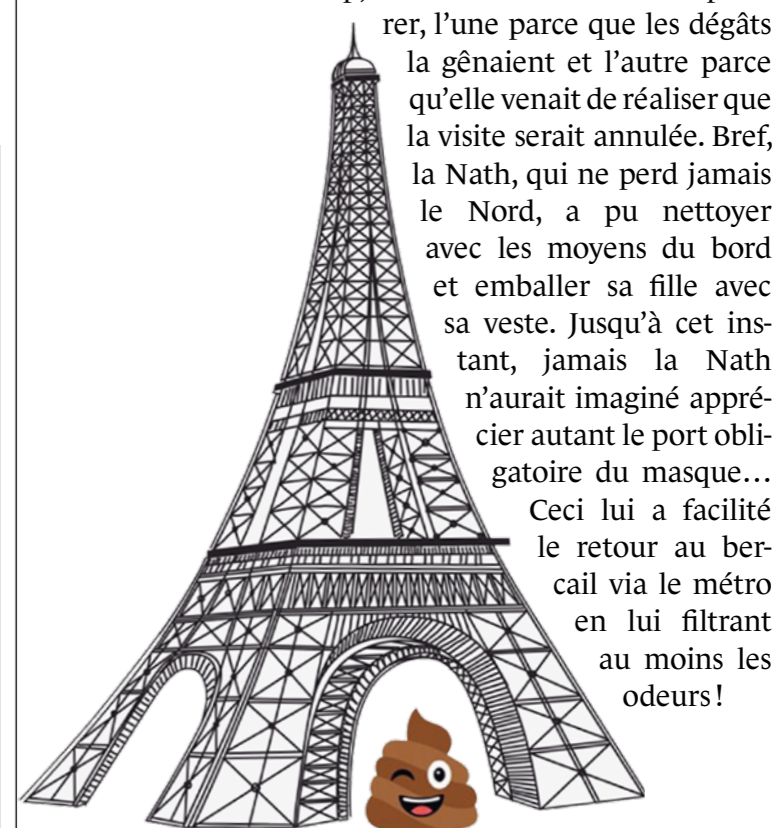 rer, l’une parce que les dégâts
la gênaient et l’autre parce
qu’elle venait de réaliser que
la visite serait annulée. Bref,
la Nath, qui ne perd jamais
le Nord, a pu nettoyer
avec les moyens du bord
et emballer sa fille avec
sa veste. Jusqu’à cet ins-
tant, jamais la Nath
n’aurait imaginé appré-
cier autant le port obli-
gatoire du masque…
Ceci lui a facilité
le retour au ber-
cail via le métro
en lui filtrant
au moins les
odeurs !